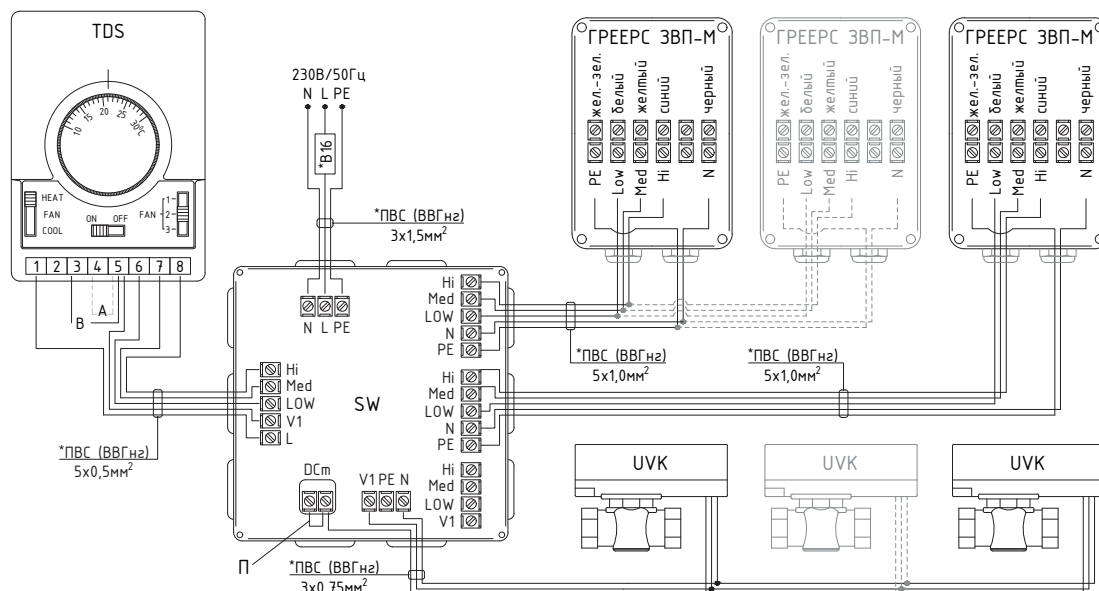 TDS
10 15 20 25 30°C
HEAT
FAN
COOL
ON OFF
FAN
1
2
3
1 2 3 4 5 6 7 8
A
B
230В/50Гц
N L PE
*B16
*ПВС (ВВГнг)
3x1,5мм²
N L PE
SW
Hi
Med
LOW
V1
L
*ПВС (ВВГнг)
5x0,5мм²
DCm
П
V1 PE N
*ПВС (ВВГнг)
3x0,75мм²
Hi
Med
LOW
N
PE
Hi
Med
LOW
N
PE
Hi
Med
LOW
V1
*ПВС (ВВГнг)
5x1,0мм²
*ПВС (ВВГнг)
5x1,0мм²
ГРЕЕРС ЗВП-М
жел.-зел. белый желтый синий черный
PE Low Med Hi N
ГРЕЕРС ЗВП-М
жел.-зел. белый желтый синий черный
PE Low Med Hi N
ГРЕЕРС ЗВП-М
жел.-зел. белый желтый синий черный
PE Low Med Hi N
UVK
UVK
UVK